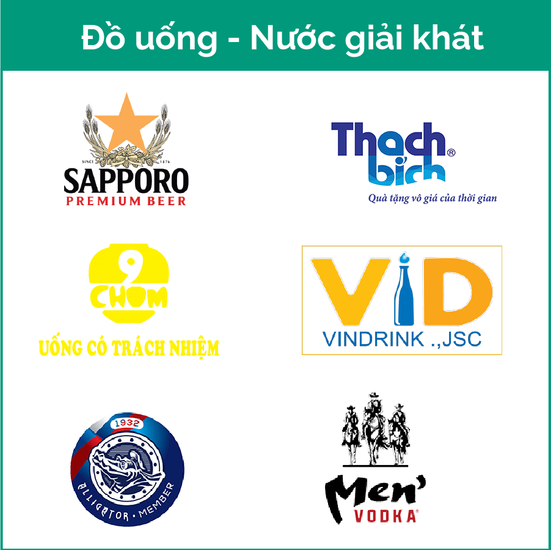 Đồ uống - Nước giải khát
SINCE 1876
SAPPORO
PREMIUM BEER
Thạch ®
bích
Quà tặng vô giá của thời gian
9
CHUM
UỐNG CÓ TRÁCH NHIỆM
ViD
VINDRINK .,JSC
1932
ALLIGATOR · MEMBER
Men'
VODKA